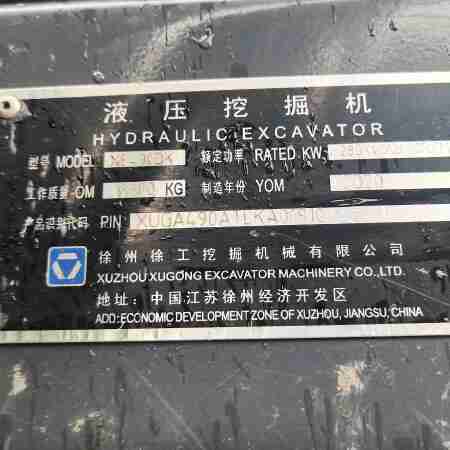 液压挖掘机
HYDRAULIC EXCAVATOR
型号 MODEL 额定功率 RATED KW
工作质量 OM KG 制造年份 YOM
产品识别代码 PIN
徐州徐工挖掘机械有限公司
XUZHOU XUGONG EXCAVATOR MACHINERY CO.,LTD.
地址：中国江苏徐州经济开发区
ADD:ECONOMIC DEVELOPMENT ZONE OF XUZHOU, JIANGSU, CHINA